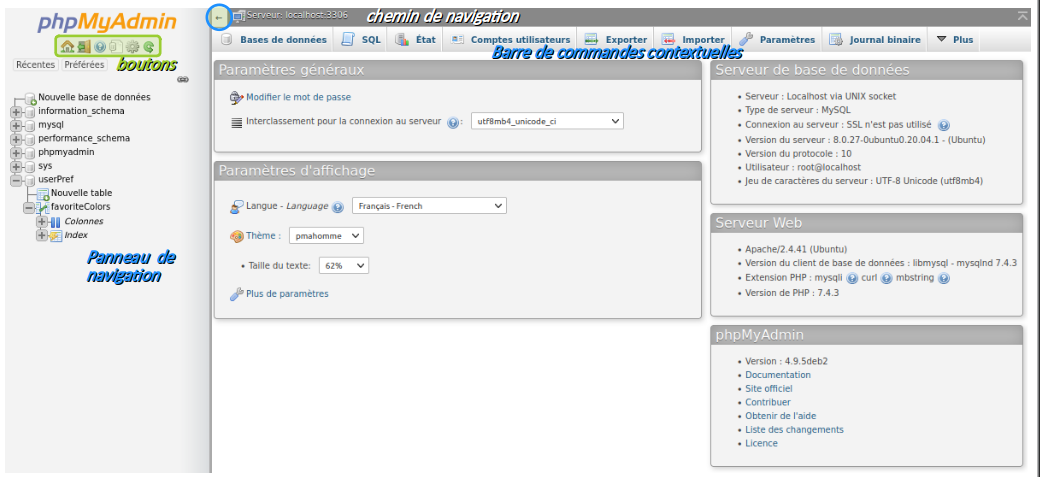 phpMyAdmin
boutons
Récentes Préférées
Nouvelle base de données
information_schema
mysql
performance_schema
phpmyadmin
sys
userPref
Nouvelle table
favoriteColors
Colonnes
Index
Panneau de
navigation
← Serveur: localhost:3306 chemin de navigation
Bases de données SQL État Comptes utilisateurs Exporter Importer Paramètres Journal binaire Plus
Barre de commandes contextuelles
Paramètres généraux
Modifier le mot de passe
Interclassement pour la connexion au serveur : utf8mb4_unicode_ci
Paramètres d'affichage
Langue - Language Français - French
Thème : pmahomme
• Taille du texte: 62%
Plus de paramètres
Serveur de base de données
• Serveur : Localhost via UNIX socket
• Type de serveur : MySQL
• Connexion au serveur : SSL n'est pas utilisé
• Version du serveur : 8.0.27-0ubuntu0.20.04.1 - (Ubuntu)
• Version du protocole : 10
• Utilisateur : root@localhost
• Jeu de caractères du serveur : UTF-8 Unicode (utf8mb4)
Serveur Web
• Apache/2.4.41 (Ubuntu)
• Version du client de base de données : libmysql - mysqlnd 7.4.3
• Extension PHP : mysqli curl mbstring
• Version de PHP : 7.4.3
phpMyAdmin
• Version : 4.9.5deb2
• Documentation
• Site officiel
• Contribuer
• Obtenir de l'aide
• Liste des changements
• Licence